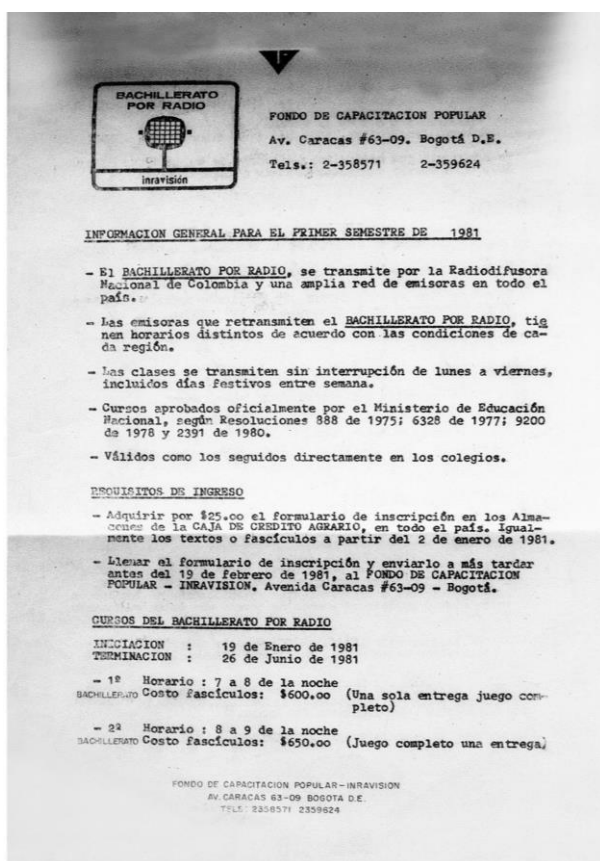 BACHILLERATO
POR RADIO
inravisión
FONDO DE CAPACITACION POPULAR
Av. Caracas #63-09. Bogotá D.E.
Tels.: 2-358571 2-359624
INFORMACION GENERAL PARA EL PRIMER SEMESTRE DE 1981
- El BACHILLERATO POR RADIO, se transmite por la Radiodifusora
Nacional de Colombia y una amplia red de emisoras en todo el
país.
- Las emisoras que retransmiten el BACHILLERATO POR RADIO, tie
nen horarios distintos de acuerdo con las condiciones de ca-
da región.
- Las clases se transmiten sin interrupción de lunes a viernes,
incluidos días festivos entre semana.
- Cursos aprobados oficialmente por el Ministerio de Educación
Nacional, según Resoluciones 888 de 1975; 6328 de 1977; 9200
de 1978 y 2391 de 1980.
- Válidos como los seguidos directamente en los colegios.
REQUISITOS DE INGRESO
- Adquirir por $25.oo el formulario de inscripción en los Alma-
cenes de la CAJA DE CREDITO AGRARIO, en todo el país. Igual-
mente los textos o fascículos a partir del 2 de enero de 1981.
- Llenar el formulario de inscripción y enviarlo a más tardar
antes del 19 de febrero de 1981, al FONDO DE CAPACITACION
POPULAR - INRAVISION. Avenida Caracas #63-09 - Bogotá.
CURSOS DEL BACHILLERATO POR RADIO
INICIACION : 19 de Enero de 1981
TERMINACION : 26 de Junio de 1981
- 1º Horario : 7 a 8 de la noche
BACHILLERATO Costo fascículos: $600.oo (Una sola entrega juego com-
pleto)
- 2º Horario : 8 a 9 de la noche
BACHILLERATO Costo fascículos: $650.oo (Juego completo una entrega)
FONDO DE CAPACITACION POPULAR-INRAVISION
AV. CARACAS 63-09 BOGOTA D.E.
TELS: 2358571 2359624